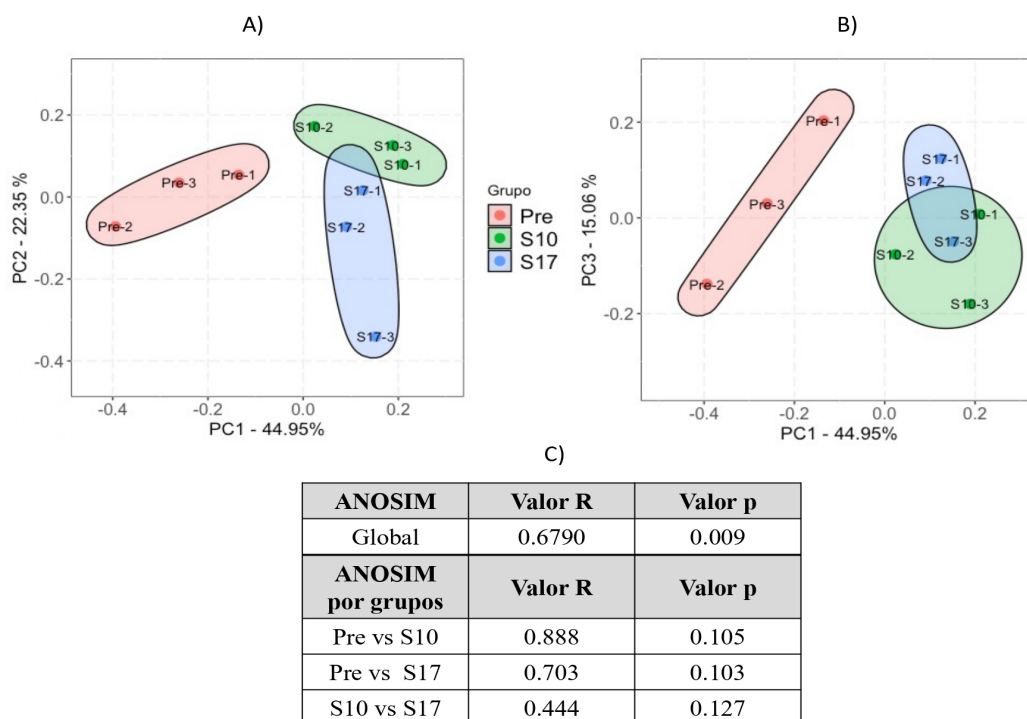 A)
PC2 - 22.35 %
0.2
0.0
-0.2
-0.4
S10-2
S10-3
S10-1
Pre-3
Pre-1
Pre-2
S17-1
S17-2
S17-3
-0.4
-0.2
0.0
0.2
PC1 - 44.95%
Grupo
Pre
S10
S17
B)
PC3 - 15.06 %
0.2
0.0
-0.2
Pre-1
Pre-3
Pre-2
S17-1
S17-2
S10-1
S17-3
S10-2
S10-3
-0.4
-0.2
0.0
0.2
PC1 - 44.95%
C)
ANOSIM Valor R Valor p
Global 0.6790 0.009
ANOSIM
por grupos Valor R Valor p
Pre vs S10 0.888 0.105
Pre vs S17 0.703 0.103
S10 vs S17 0.444 0.127